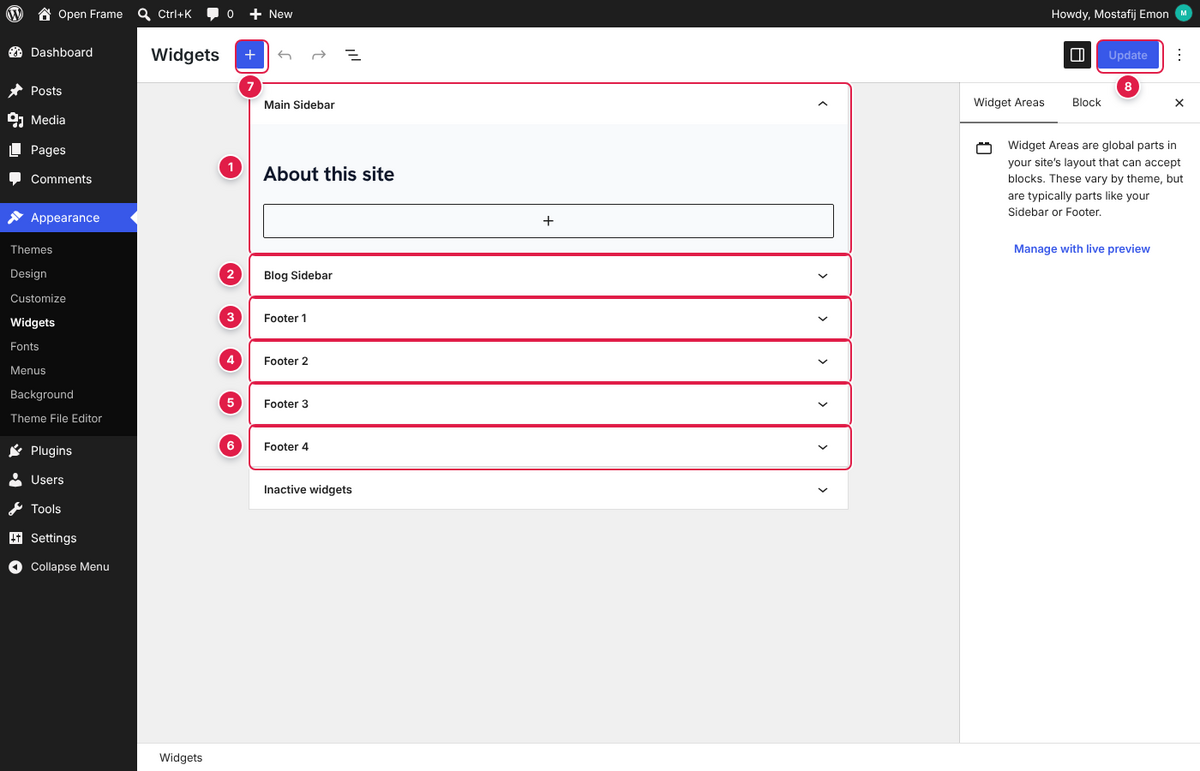 Open Frame Ctrl+K 0 New Howdy, Mostafij Emon M
Dashboard
Posts
Media
Pages
Comments
Appearance
Themes
Design
Customize
Widgets
Fonts
Menus
Background
Theme File Editor
Plugins
Users
Tools
Settings
Collapse Menu
Widgets Update
7 8
Main Sidebar
1
About this site
2 Blog Sidebar
3 Footer 1
4 Footer 2
5 Footer 3
6 Footer 4
Inactive widgets
Widget Areas Block
Widget Areas are global parts in
your site’s layout that can accept
blocks. These vary by theme, but
are typically parts like your
Sidebar or Footer.
Manage with live preview
Widgets